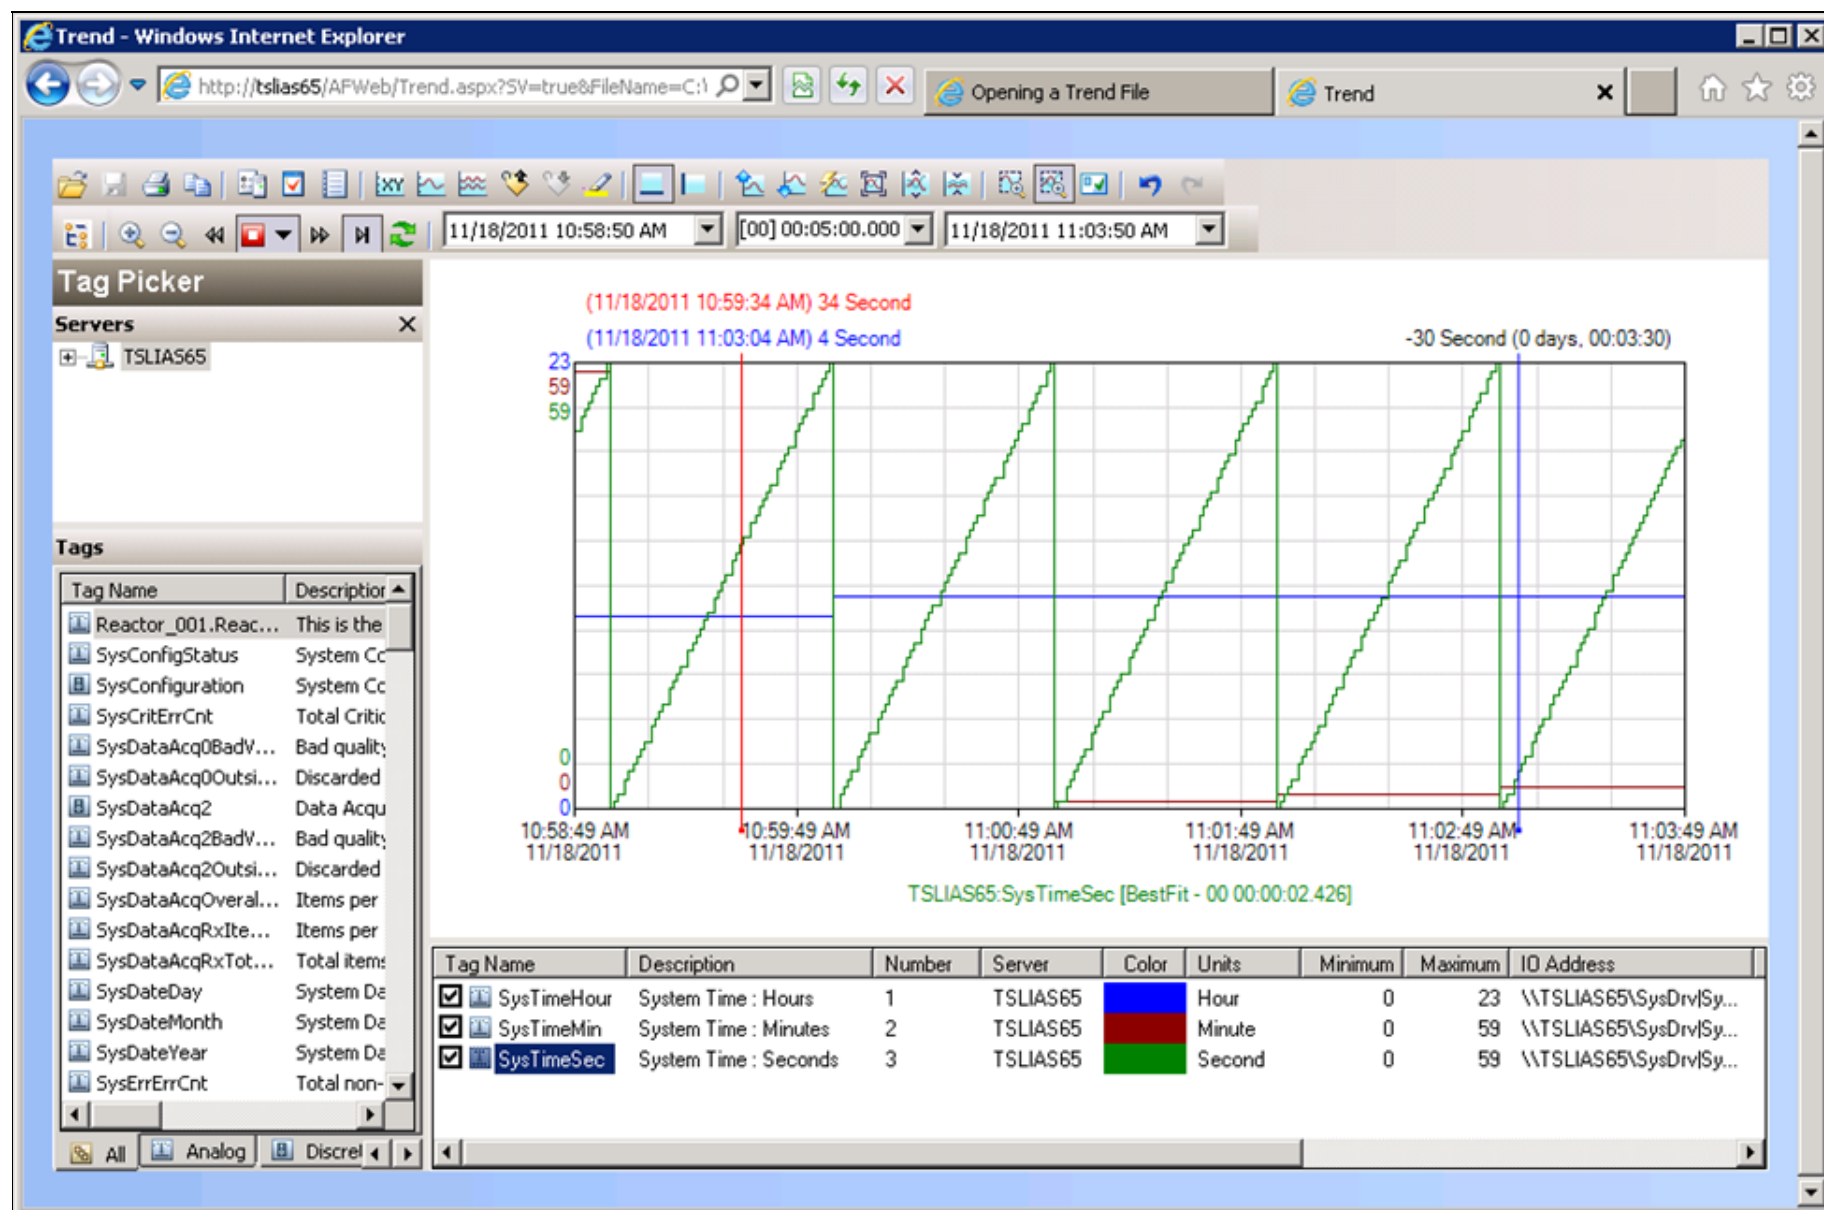 Trend - Windows Internet Explorer
http://tslias65/AFWeb/Trend.aspx?SV=true&FileName=C:\
Opening a Trend File
Trend
11/18/2011 10:58:50 AM
[00] 00:05:00.000
11/18/2011 11:03:50 AM
Tag Picker
Servers
TSLIAS65
Tags
Tag Name Description
Reactor_001.Reac... This is the
SysConfigStatus System Cc
SysConfiguration System Cc
SysCritErrCnt Total Critic
SysDataAcq0BadV... Bad quality
SysDataAcq0Outsi... Discarded
SysDataAcq2 Data Acqu
SysDataAcq2BadV... Bad quality
SysDataAcq2Outsi... Discarded
SysDataAcqOveral... Items per
SysDataAcqRxIte... Items per
SysDataAcqRxTot... Total items
SysDateDay System Da
SysDateMonth System Da
SysDateYear System Da
SysErrErrCnt Total non-
All Analog Discret
(11/18/2011 10:59:34 AM) 34 Second
(11/18/2011 11:03:04 AM) 4 Second
-30 Second (0 days, 00:03:30)
23
59
59
0
0
0
10:58:49 AM 10:59:49 AM 11:00:49 AM 11:01:49 AM 11:02:49 AM 11:03:49 AM
11/18/2011 11/18/2011 11/18/2011 11/18/2011 11/18/2011 11/18/2011
TSLIAS65:SysTimeSec [BestFit - 00 00:00:02.426]
Tag Name Description Number Server Color Units Minimum Maximum IO Address
SysTimeHour System Time : Hours 1 TSLIAS65 Hour 0 23 \\TSLIAS65\SysDrv|Sy...
SysTimeMin System Time : Minutes 2 TSLIAS65 Minute 0 59 \\TSLIAS65\SysDrv|Sy...
SysTimeSec System Time : Seconds 3 TSLIAS65 Second 0 59 \\TSLIAS65\SysDrv|Sy...